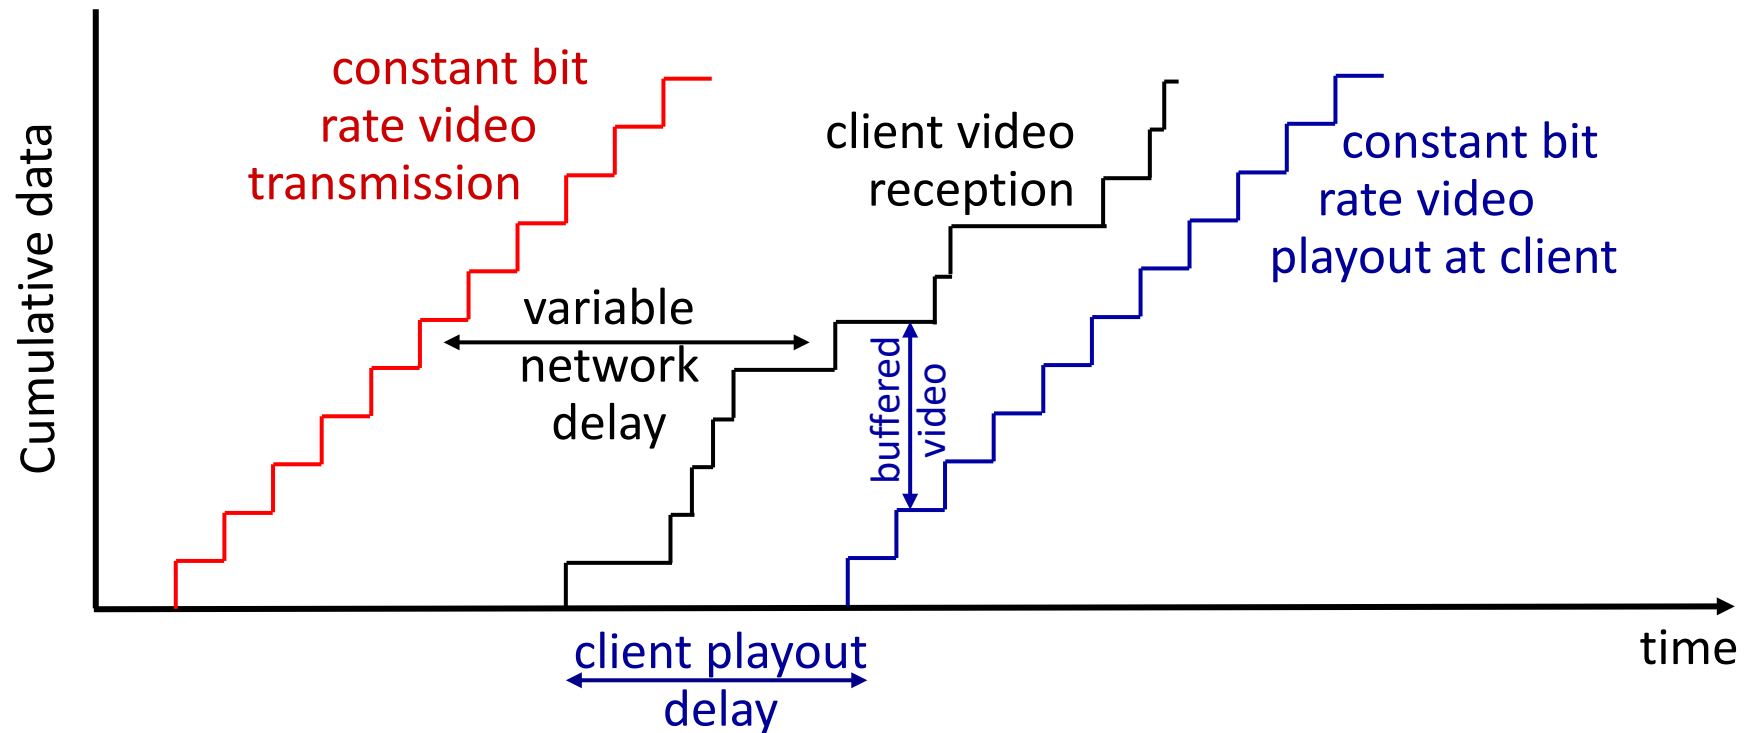 constant bit
rate video
transmission
client video
reception
constant bit
rate video
playout at client
Cumulative data
variable
network
delay
buffered
video
client playout
delay
time